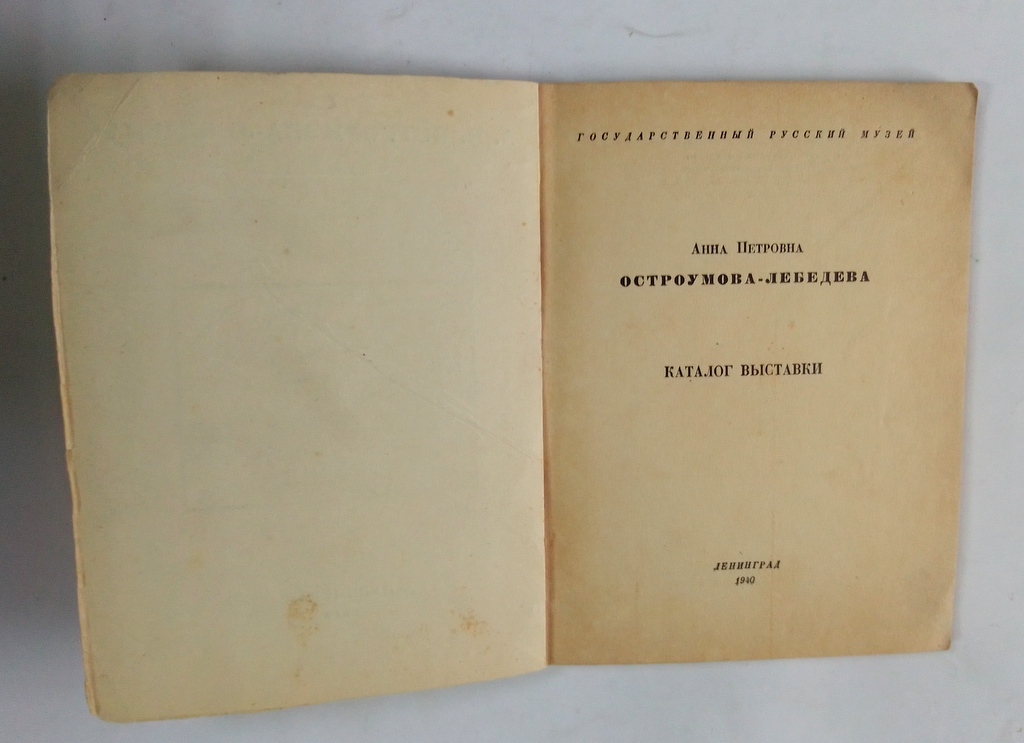 ГОСУДАРСТВЕННЫЙ РУССКИЙ МУЗЕЙ
Анна Петровна
ОСТРОУМОВА-ЛЕБЕДЕВА
КАТАЛОГ ВЫСТАВКИ
ЛЕНИНГРАД
1940